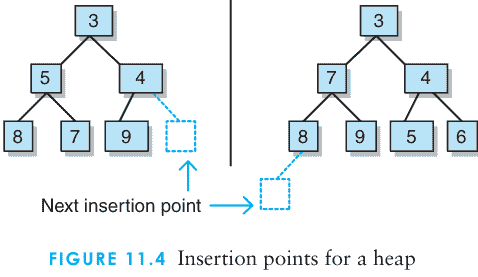 3 3
5 4 7 4
8 7 9 8 9 5 6
Next insertion point
FIGURE 11.4 Insertion points for a heap